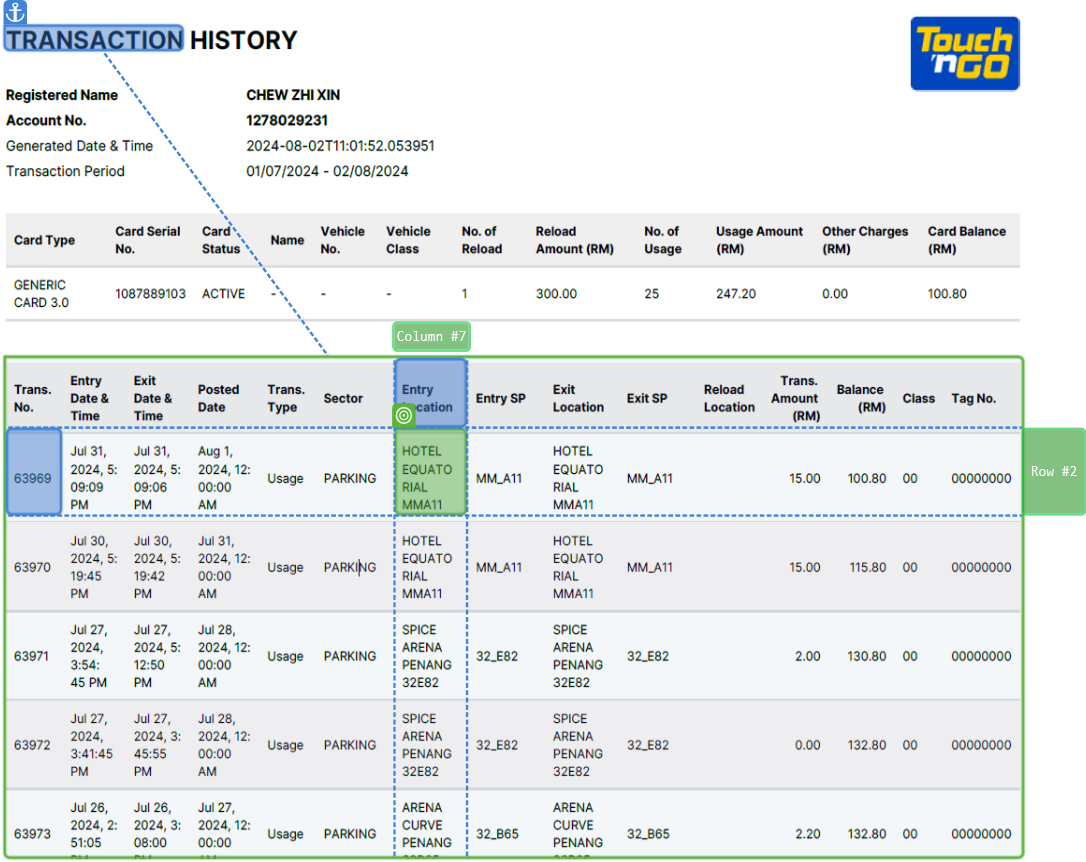 TRANSACTION HISTORY
Touch
'n GO
Registered Name CHEW ZHI XIN
Account No. 1278029231
Generated Date & Time 2024-08-02T11:01:52.053951
Transaction Period 01/07/2024 - 02/08/2024
Card Type Card Serial No. Card Status Name Vehicle No. Vehicle Class No. of Reload Reload Amount (RM) No. of Usage Usage Amount (RM) Other Charges (RM) Card Balance (RM)
GENERIC CARD 3.0 1087889103 ACTIVE - - - 1 300.00 25 247.20 0.00 100.80
Column #7
Trans. No. Entry Date & Time Exit Date & Time Posted Date Trans. Type Sector Entry Location Entry SP Exit Location Exit SP Reload Location Trans. Amount (RM) Balance (RM) Class Tag No.
63969 Jul 31, 2024, 5:09:09 PM Jul 31, 2024, 5:09:06 PM Aug 1, 2024, 12:00:00 AM Usage PARKING HOTEL EQUATORIAL MMA11 MM_A11 HOTEL EQUATORIAL MMA11 MM_A11 15.00 100.80 00 00000000
Row #2
63970 Jul 30, 2024, 5:19:45 PM Jul 30, 2024, 5:19:42 PM Jul 31, 2024, 12:00:00 AM Usage PARKING HOTEL EQUATORIAL MMA11 MM_A11 HOTEL EQUATORIAL MMA11 MM_A11 15.00 115.80 00 00000000
63971 Jul 27, 2024, 3:54:45 PM Jul 27, 2024, 5:12:50 PM Jul 28, 2024, 12:00:00 AM Usage PARKING SPICE ARENA PENANG 32E82 32_E82 SPICE ARENA PENANG 32E82 32_E82 2.00 130.80 00 00000000
63972 Jul 27, 2024, 3:41:45 PM Jul 27, 2024, 3:45:55 PM Jul 28, 2024, 12:00:00 AM Usage PARKING SPICE ARENA PENANG 32E82 32_E82 SPICE ARENA PENANG 32E82 32_E82 0.00 132.80 00 00000000
63973 Jul 26, 2024, 2:51:05 Jul 26, 2024, 3:08:00 Jul 27, 2024, 12:00:00 Usage PARKING ARENA CURVE PENANG 32_B65 ARENA CURVE PENANG 32_B65 2.20 132.80 00 00000000